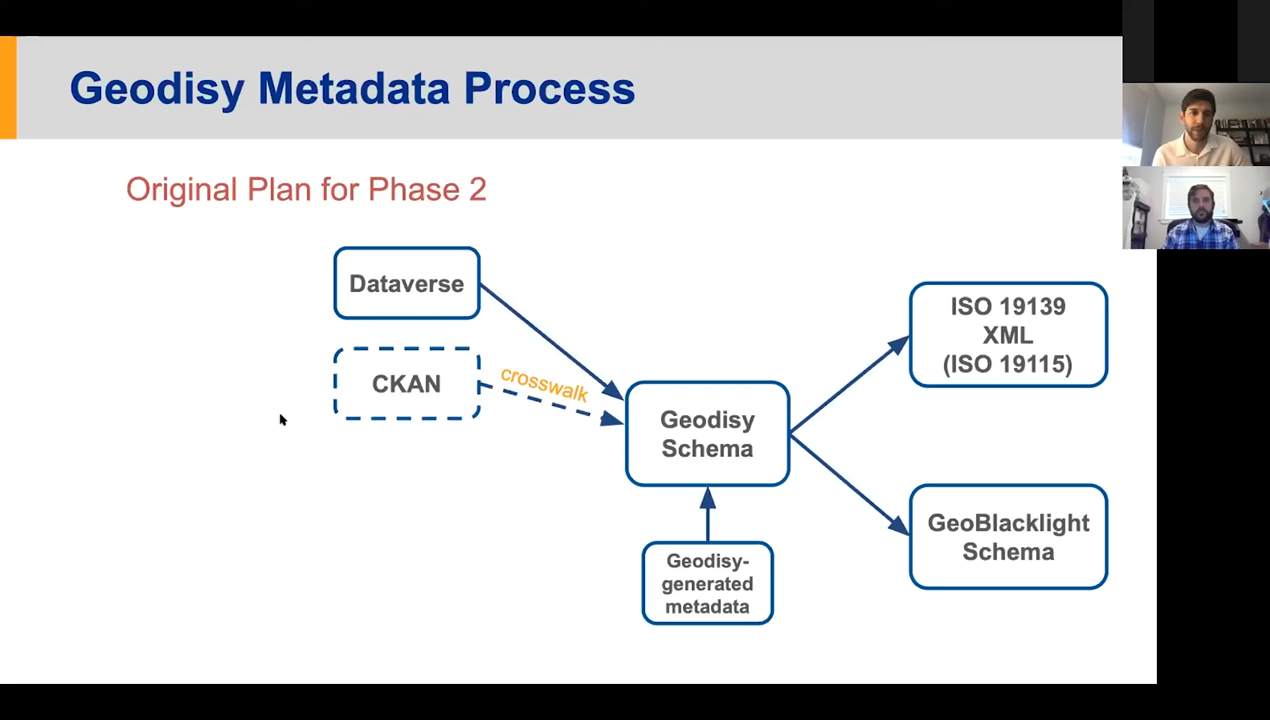 Geodisy Metadata Process
Original Plan for Phase 2
Dataverse
CKAN
crosswalk
Geodisy
Schema
Geodisy-
generated
metadata
ISO 19139
XML
(ISO 19115)
GeoBlacklight
Schema